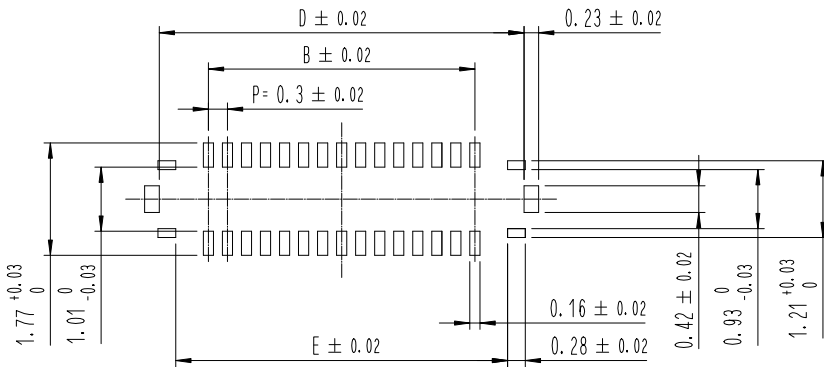 D ± 0.02
0.23 ± 0.02
B ± 0.02
P= 0.3 ± 0.02
1.77 +0.03 0
1.01 0 -0.03
0.16 ± 0.02
0.42 ± 0.02
0.93 0 -0.03
1.21 +0.03 0
E ± 0.02
0.28 ± 0.02